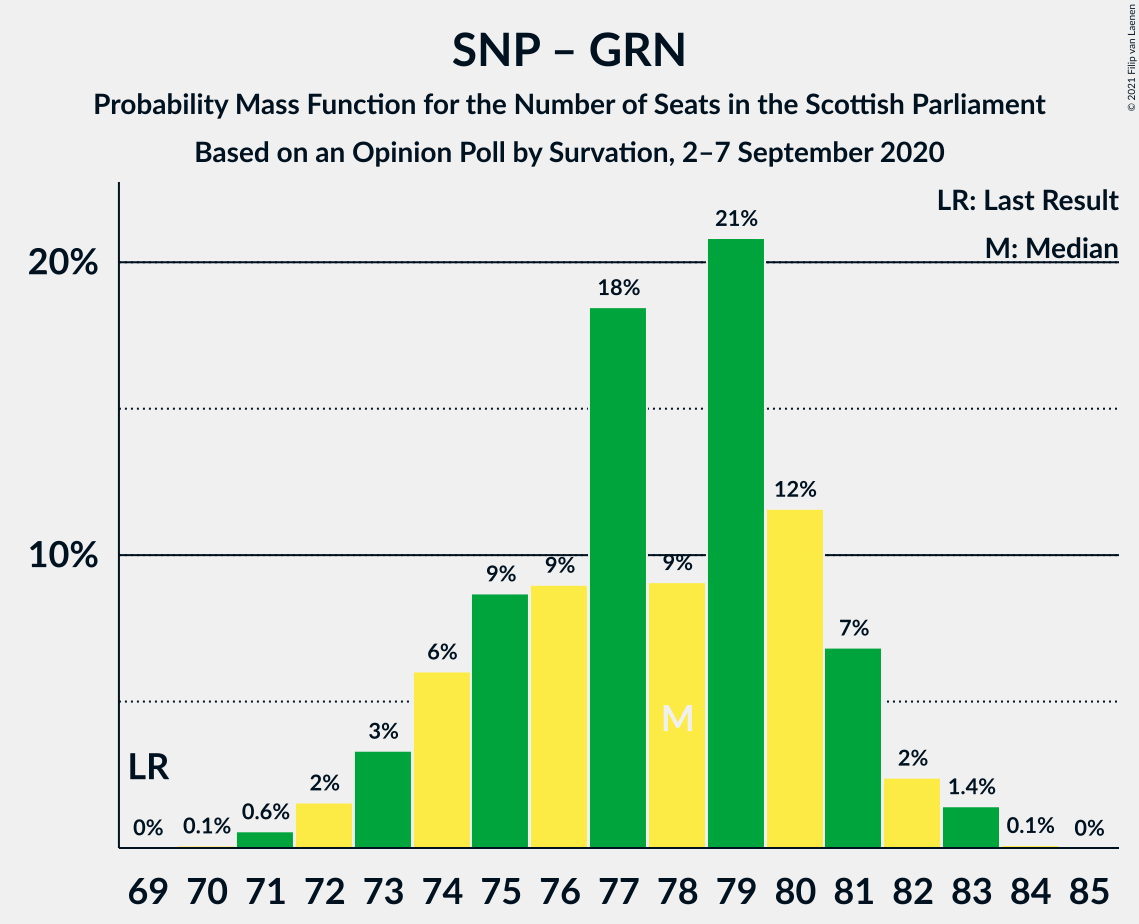 SNP – GRN
Probability Mass Function for the Number of Seats in the Scottish Parliament
Based on an Opinion Poll by Survation, 2–7 September 2020
© 2021 Filip van Laenen
LR: Last Result
M: Median
20%
10%
LR
M
0%
0.1%
0.6%
2%
3%
6%
9%
9%
18%
9%
21%
12%
7%
2%
1.4%
0.1%
0%
69 70 71 72 73 74 75 76 77 78 79 80 81 82 83 84 85